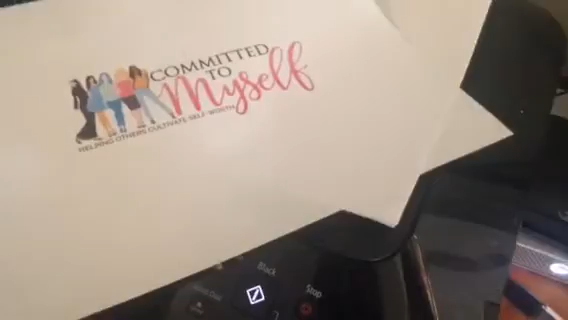 COMMITTED
TO
Myself
HELPING OTHERS CULTIVATE SELF-WORTH
Black
Stop